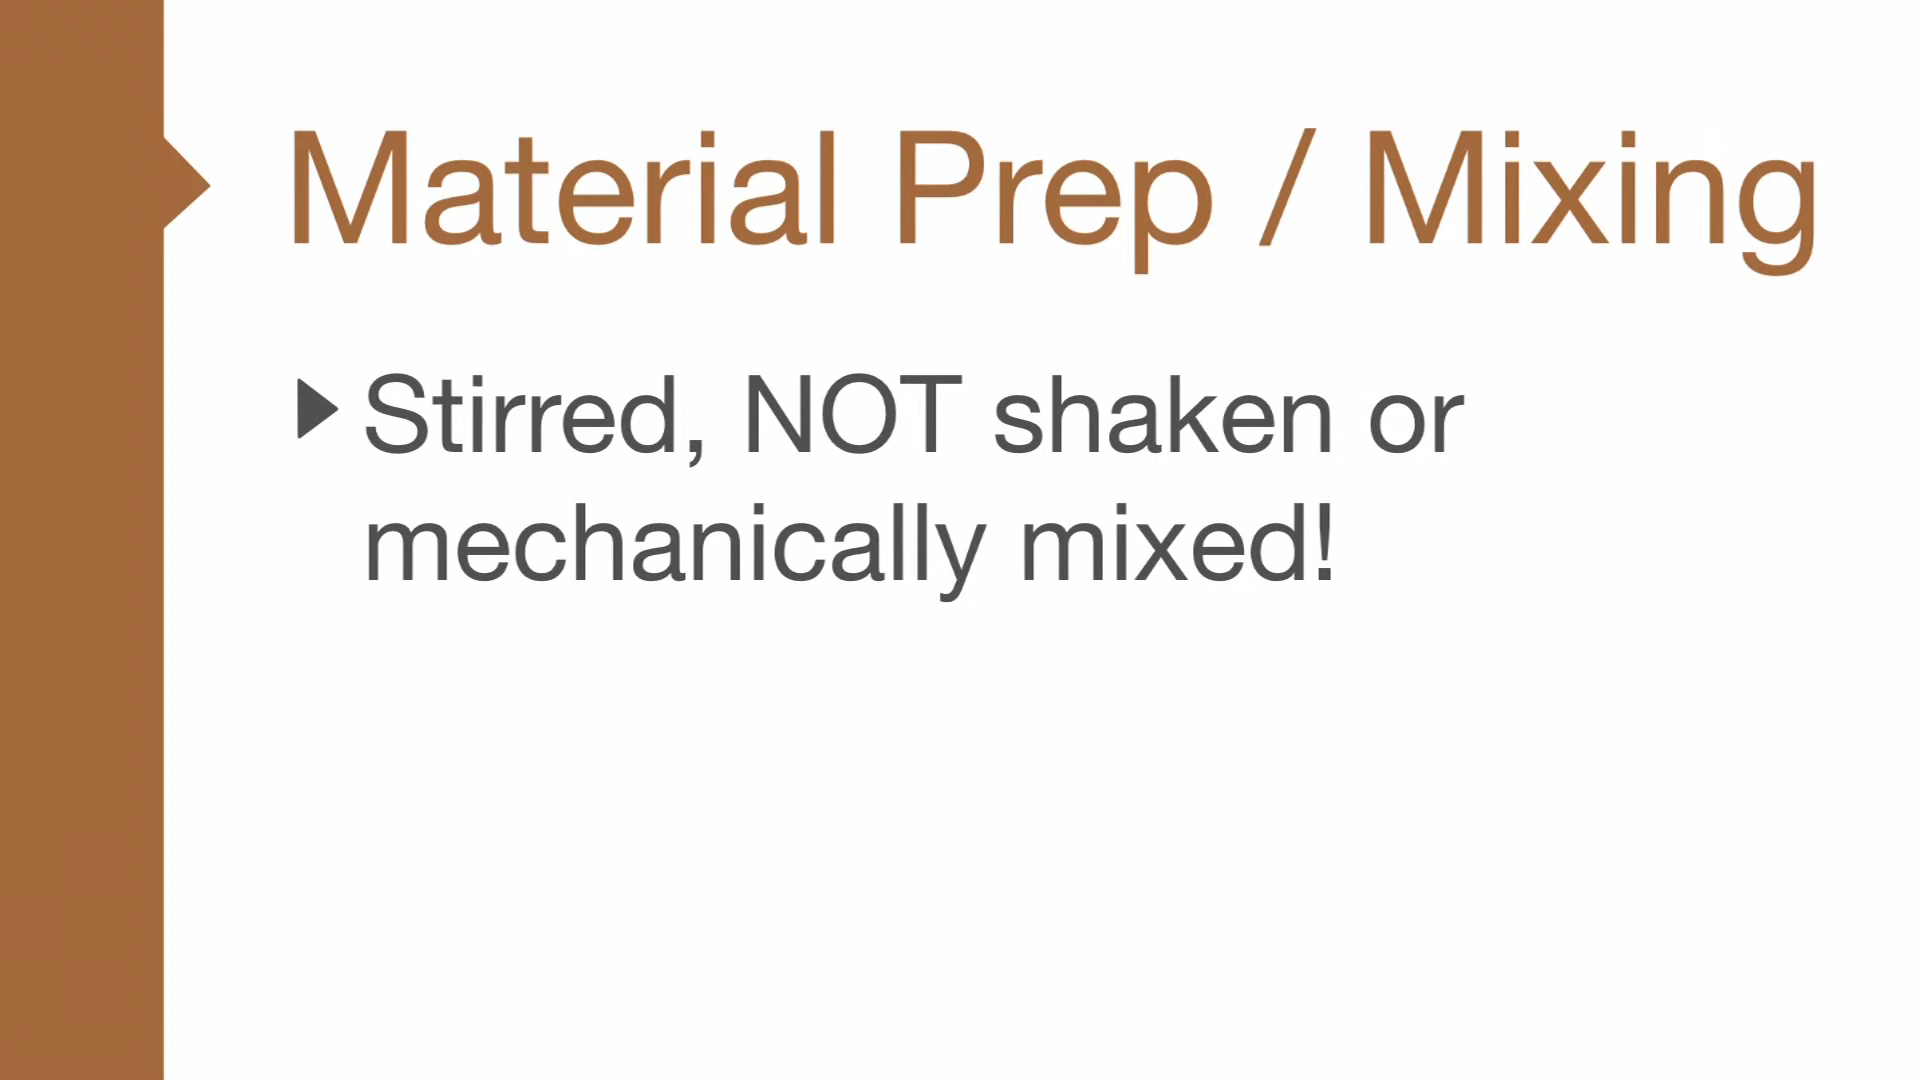 Material Prep / Mixing
Stirred, NOT shaken or
mechanically mixed!